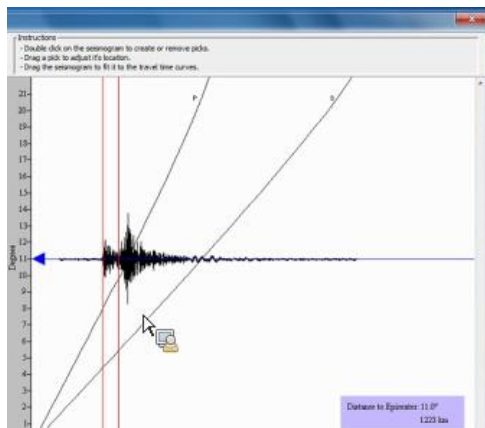 Instructions
- Double click on the seismogram to create or remove picks.
- Drag a pick to adjust it's location.
- Drag the seismogram to fit it to the travel time curves.
P
S
21
20
19
18
17
16
15
14
13
12
11
10
9
8
7
6
5
4
3
2
1
Degrees
Distance to Epicenter: 11.0°
1223 km